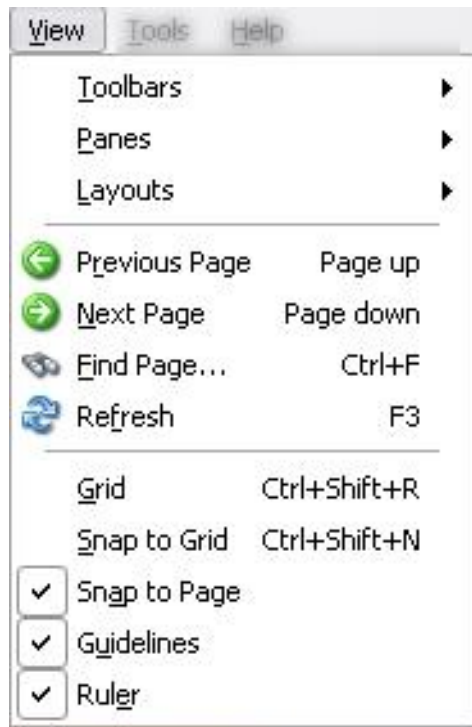 View Tools Help
Toolbars
Panes
Layouts
Previous Page Page up
Next Page Page down
Find Page... Ctrl+F
Refresh F3
Grid Ctrl+Shift+R
Snap to Grid Ctrl+Shift+N
Snap to Page
Guidelines
Ruler